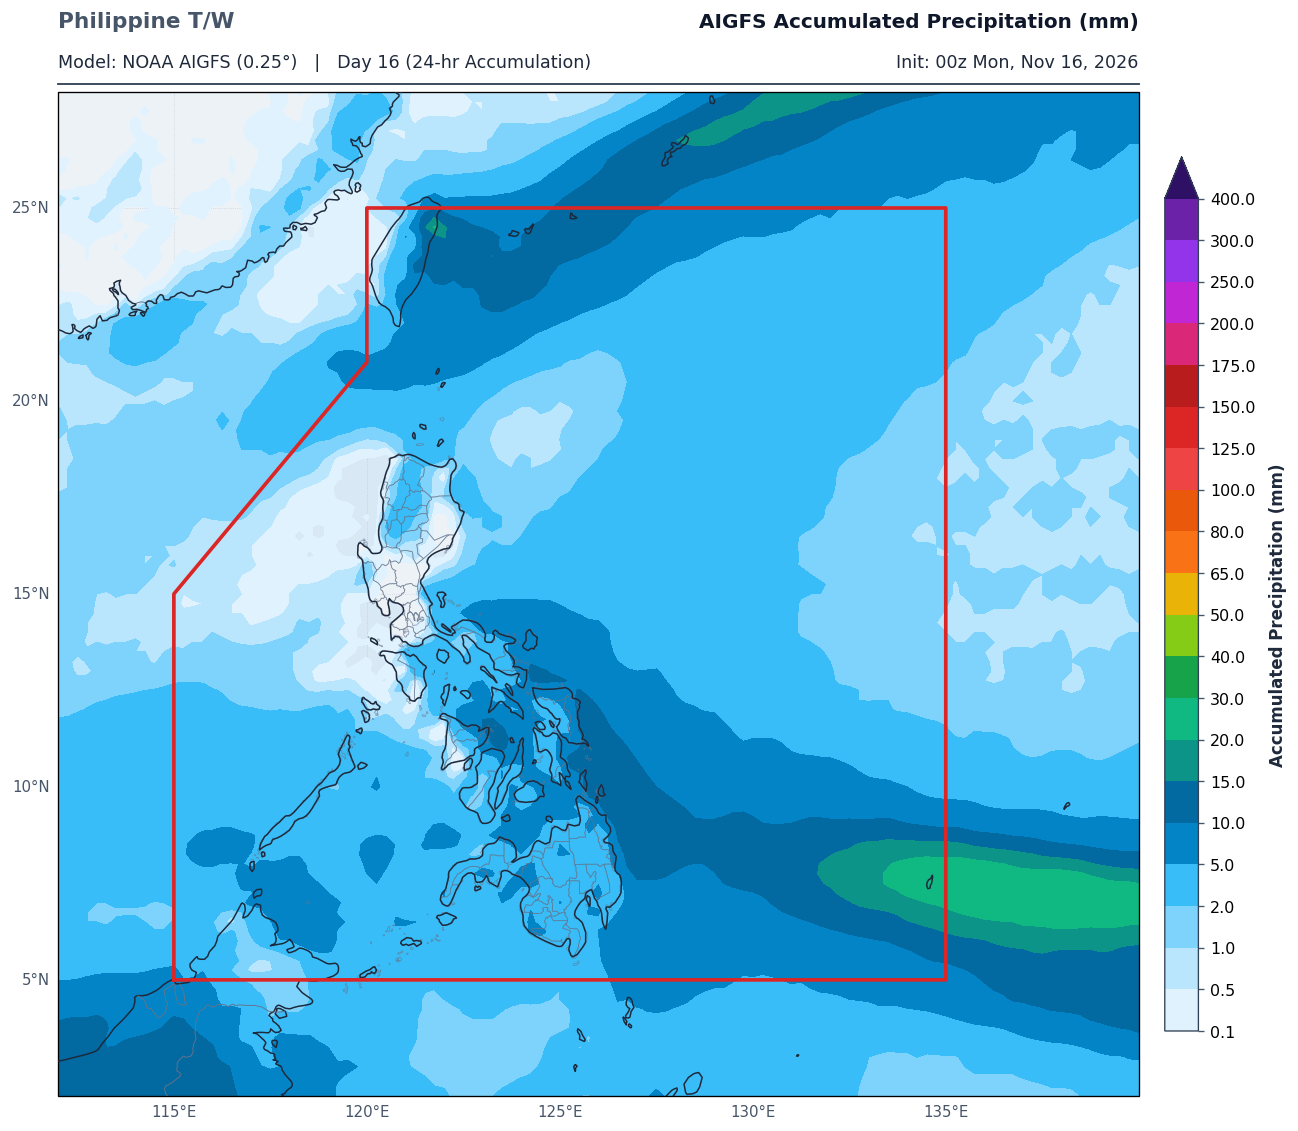 Philippine T/W
AIGFS Accumulated Precipitation (mm)
Model: NOAA AIGFS (0.25°) | Day 16 (24-hr Accumulation)
Init: 00z Mon, Nov 16, 2026
25°N
20°N
15°N
10°N
5°N
115°E
120°E
125°E
130°E
135°E
400.0
300.0
250.0
200.0
175.0
150.0
125.0
100.0
80.0
65.0
50.0
40.0
30.0
20.0
15.0
10.0
5.0
2.0
1.0
0.5
0.1
Accumulated Precipitation (mm)